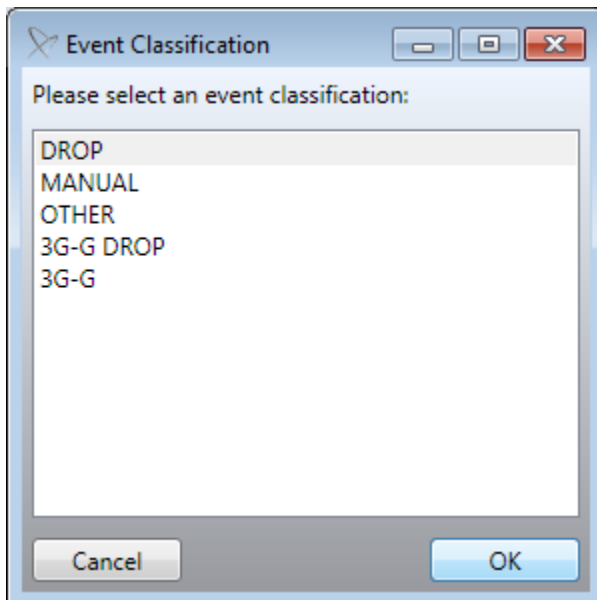 Event Classification
Please select an event classification:
DROP
MANUAL
OTHER
3G-G DROP
3G-G
Cancel
OK